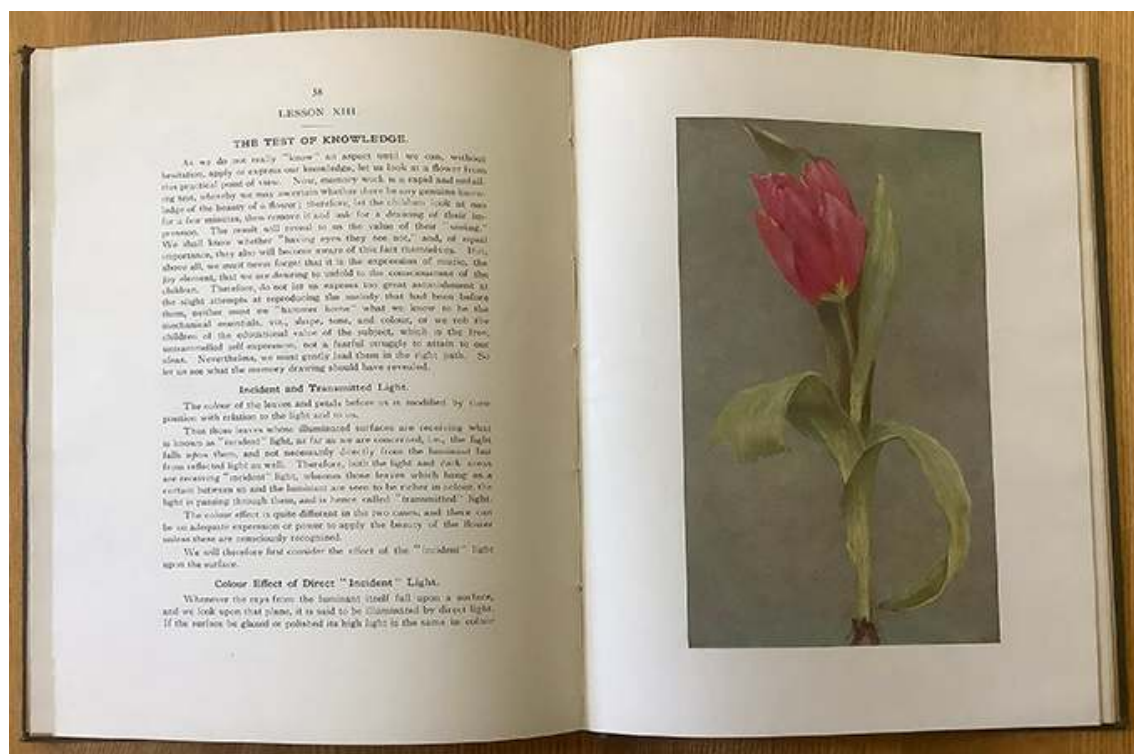 58
LESSON XIII
THE TEST OF KNOWLEDGE.
As we do not really "know" an aspect until we can, without
hesitation, apply or express our knowledge, let us look at a flower from
this practical point of view. Now, memory work is a rapid and unfail-
ing test, whereby we may ascertain whether there be any genuine know-
ledge of the beauty of a flower; therefore, let the children look at one
for a few minutes, then remove it and ask for a drawing of their im-
pression. The result will reveal to us the value of their "seeing."
We shall know whether "having eyes they see not," and, of equal
importance, they also will become aware of this fact themselves. But,
above all, we must never forget that it is the expression of music, the
joy element, that we are desiring to unfold to the consciousness of the
children. Therefore, do not let us express too great astonishment at
the slight attempts at reproducing the melody that had been before
them, neither must we "hammer home" what we know to be the
mechanical essentials, viz., shape, tone, and colour, or we rob the
children of the educational value of the subject, which is the free,
untrammelled self-expression, not a fearful struggle to attain to our
ideas. Nevertheless, we must gently lead them in the right path. So
let us see what the memory drawing should have revealed.
Incident and Transmitted Light.
The colour of the leaves and petals before us is modified by their
position with relation to the light and to us.
Thus those leaves whose illuminated surfaces are receiving what
is known as "incident" light, as far as we are concerned, i.e., the light
falls upon them, and not necessarily directly from the luminant but
from reflected light as well. Therefore, both the light and dark areas
are receiving "incident" light, whereas those leaves which hang as a
curtain between us and the luminant are seen to be richer in colour, the
light is passing through them, and is hence called "transmitted" light.
The colour effect is quite different in the two cases, and there can
be no adequate expression or power to apply the beauty of the flower
unless these are consciously recognised.
We will therefore first consider the effect of the "incident" light
upon the surface.
Colour Effect of Direct "Incident" Light.
Whenever the rays from the luminant itself fall upon a surface,
and we look upon that plane, it is said to be illuminated by direct light.
If the surface be glazed or polished its high light is the same in colour